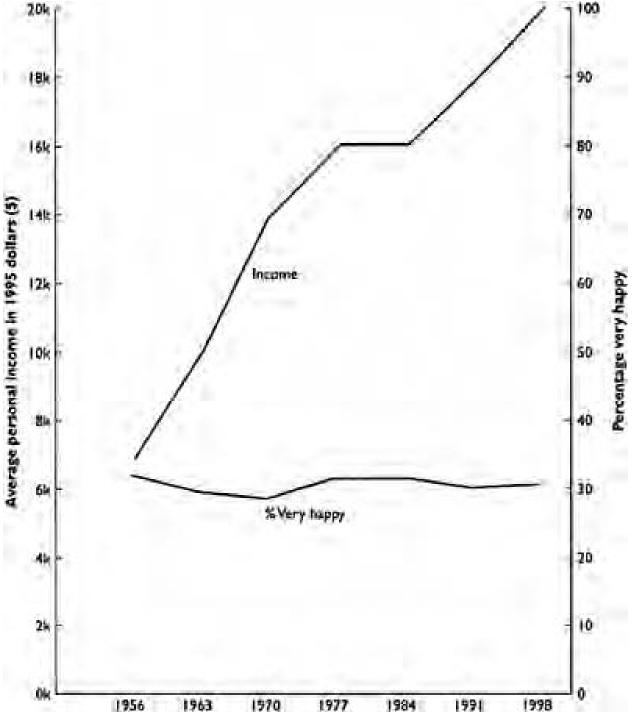 20k
18k
16k
14k
12k
10k
8k
6k
4k
2k
0k
Average personal income in 1995 dollars ($)
Income
% Very happy
100
90
80
70
60
50
40
30
20
10
0
Percentage very happy
1956 1963 1970 1977 1984 1991 1998